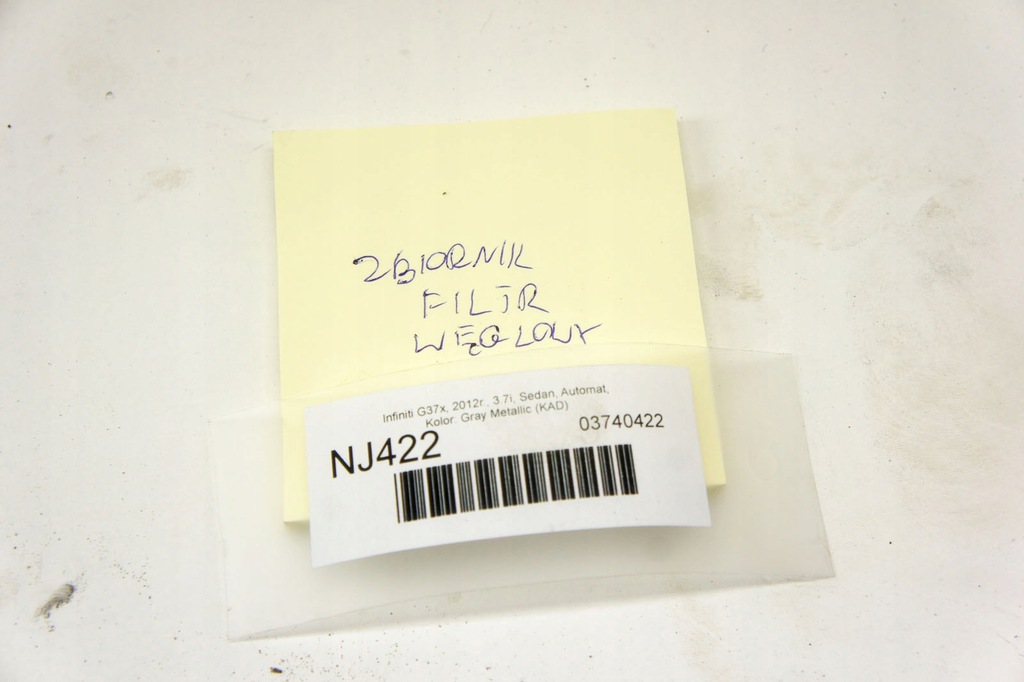 ZBIORNIK
FILTR
WĘGLOWY
Infiniti G37x, 2012r., 3.7i, Sedan, Automat,
Kolor: Gray Metallic (KAD)
03740422
NJ422